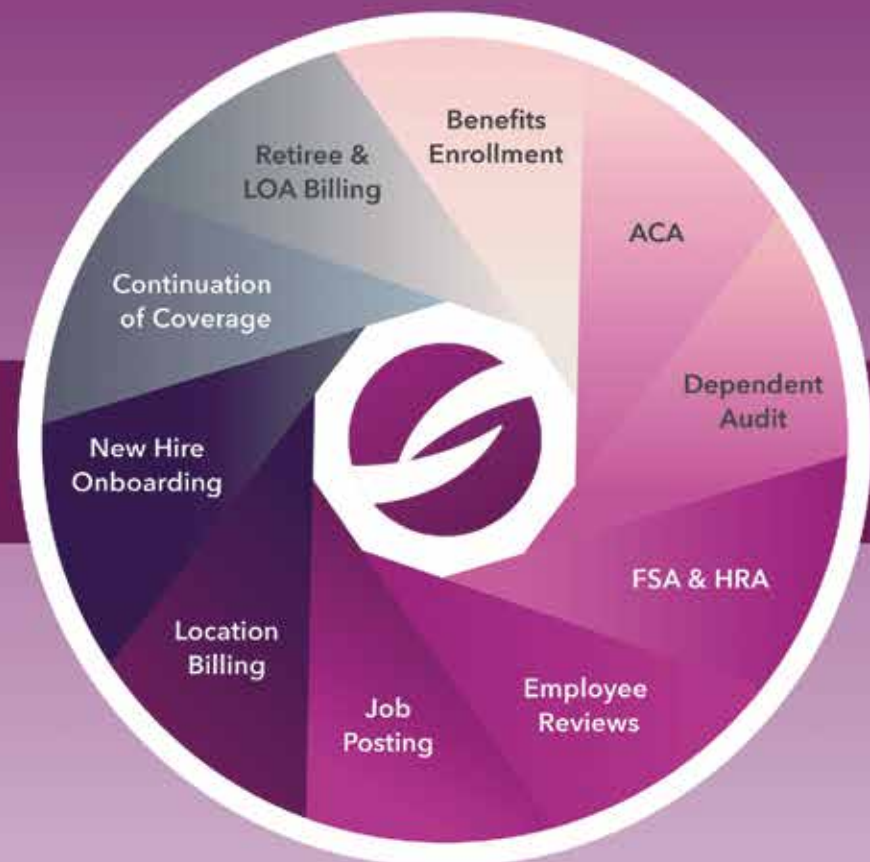 Benefits
Enrollment
ACA
Dependent
Audit
FSA & HRA
Employee
Reviews
Job
Posting
Location
Billing
New Hire
Onboarding
Continuation
of Coverage
Retiree &
LOA Billing